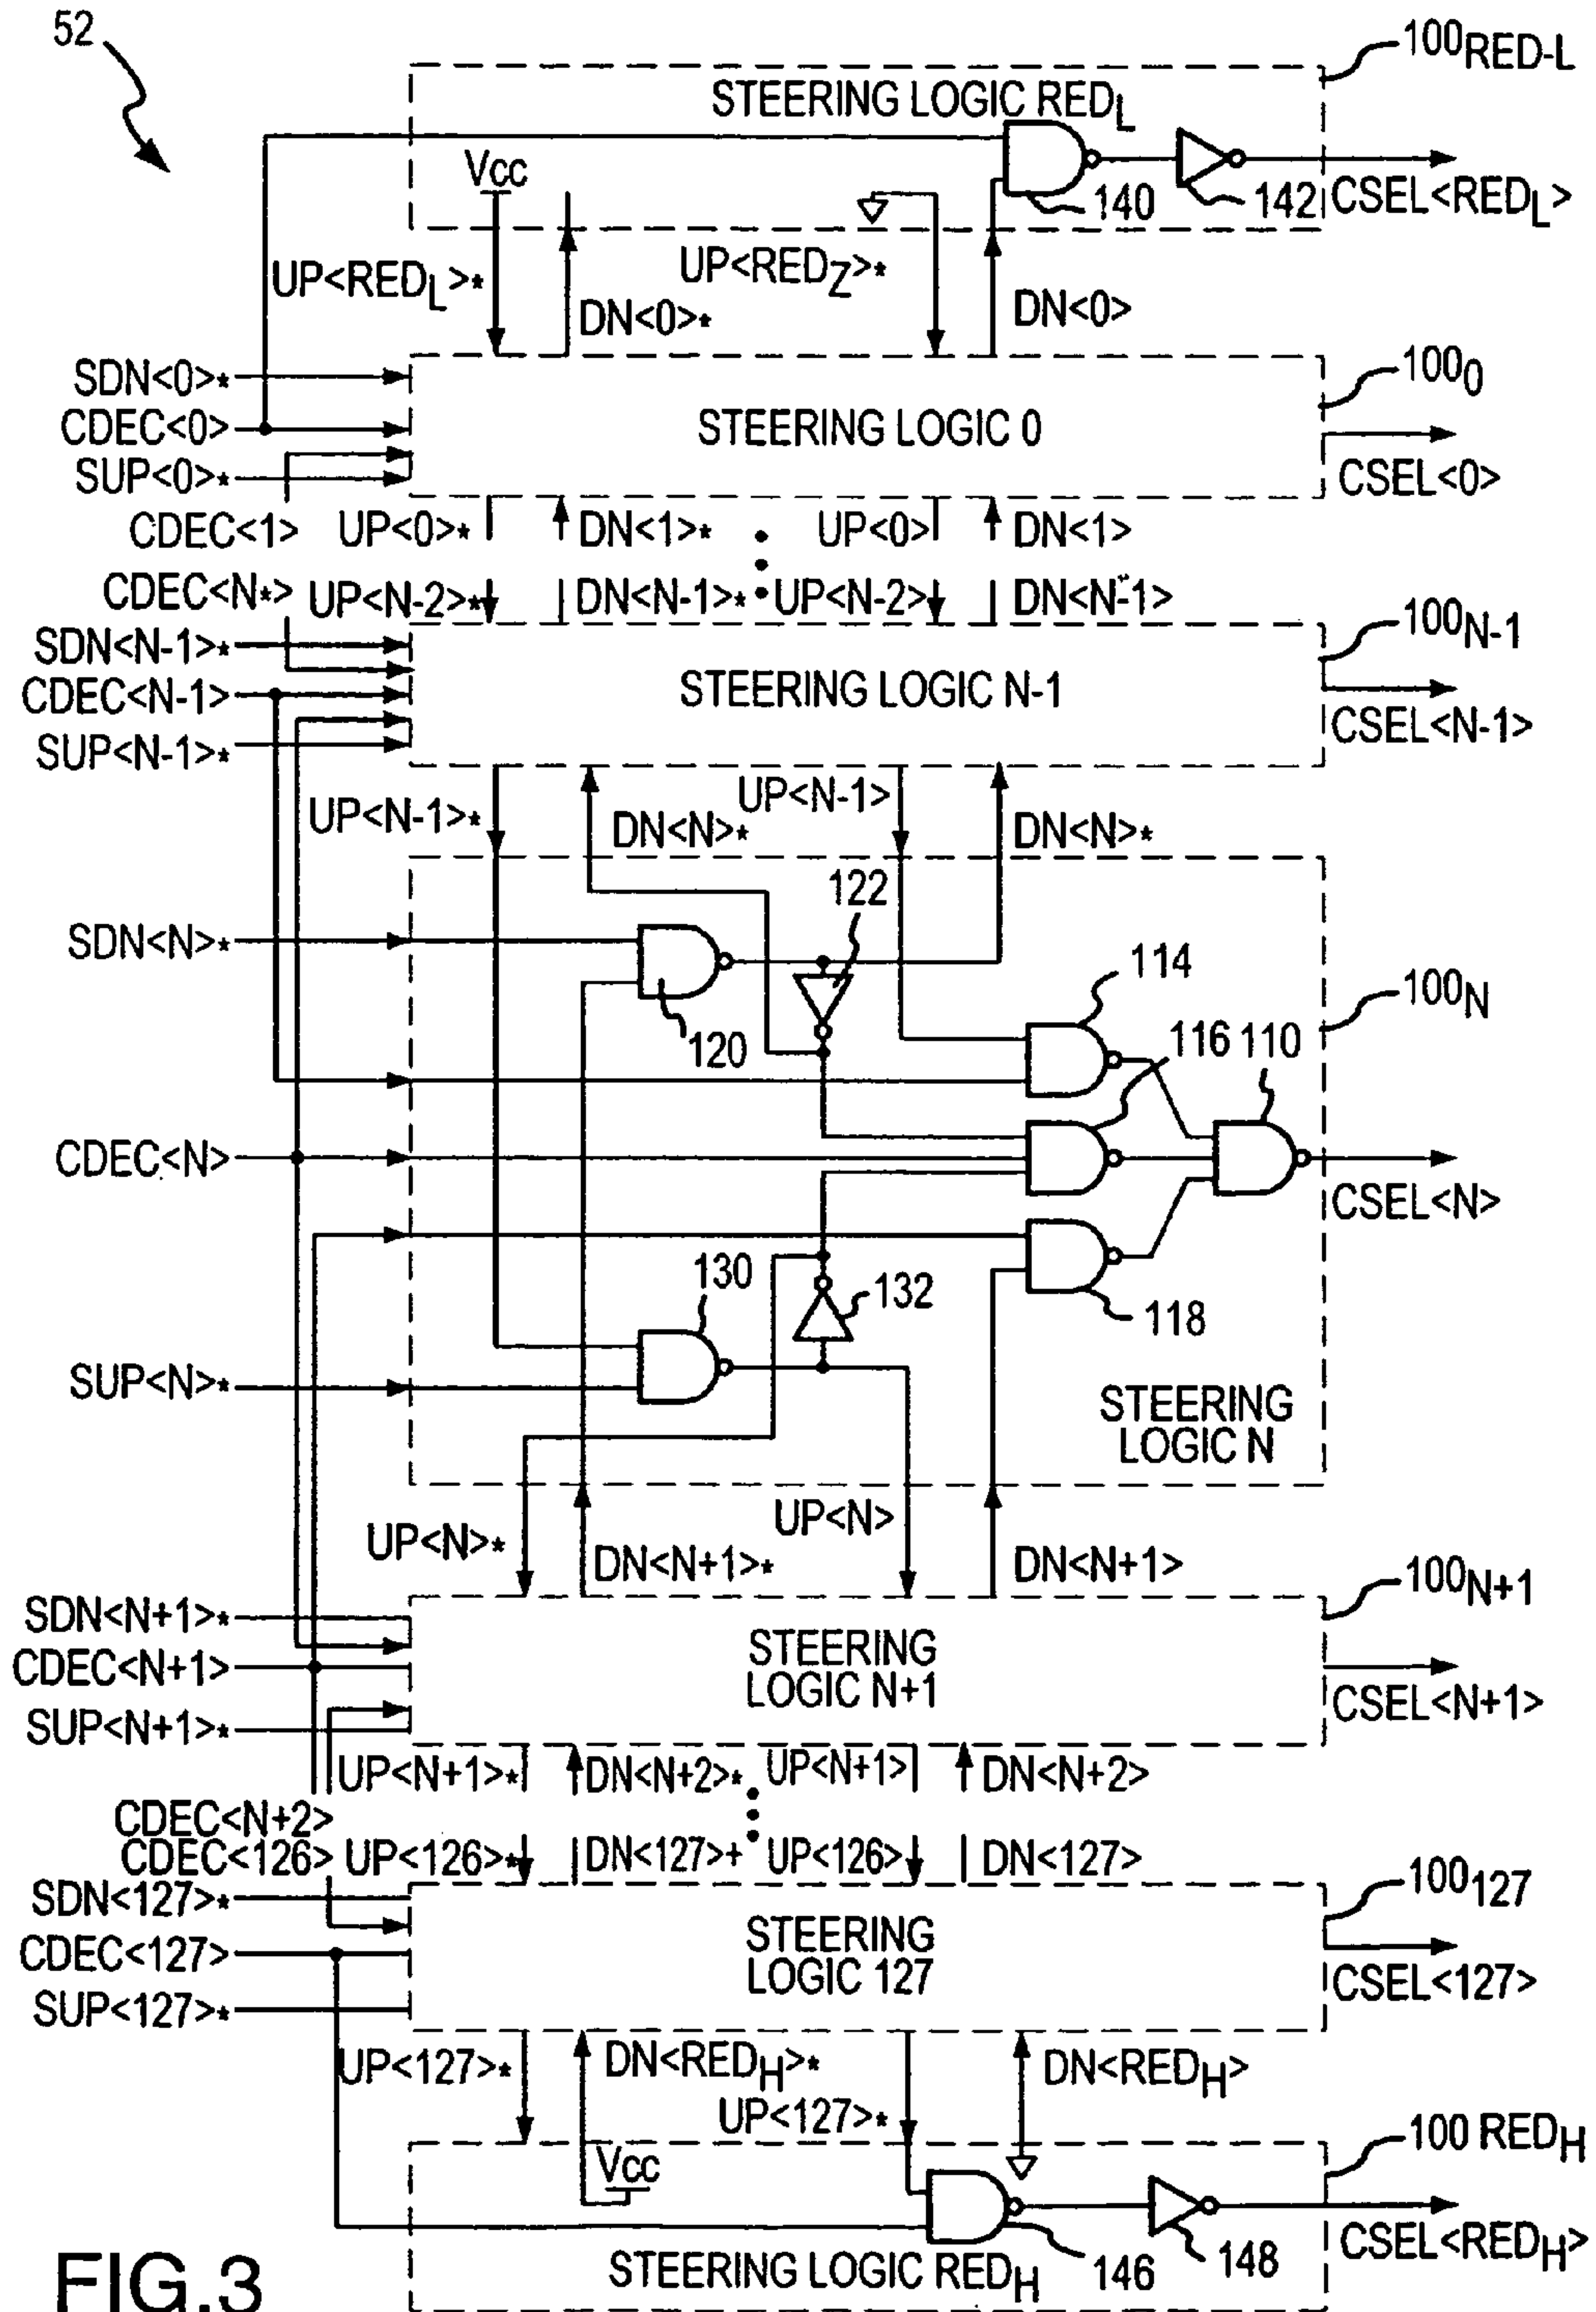 52
100RED-L
STEERING LOGIC REDL
Vcc
140
142
CSEL<REDL>
UP<REDL>*
DN<0>*
UP<REDZ>*
DN<0>
SDN<0>*
CDEC<0>
SUP<0>*
STEERING LOGIC 0
1000
CSEL<0>
CDEC<1>
UP<0>*
DN<1>*
UP<0>
DN<1>
CDEC<N*>
UP<N-2>*
DN<N-1>*
UP<N-2>
DN<N-1>
SDN<N-1>*
CDEC<N-1>
SUP<N-1>*
STEERING LOGIC N-1
100N-1
CSEL<N-1>
UP<N-1>*
DN<N>*
UP<N-1>
DN<N>*
122
SDN<N>*
120
114
100N
116
110
CDEC<N>
CSEL<N>
130
132
118
SUP<N>*
STEERING
LOGIC N
UP<N>*
DN<N+1>*
UP<N>
DN<N+1>
SDN<N+1>*
CDEC<N+1>
SUP<N+1>*
STEERING
LOGIC N+1
100N+1
CSEL<N+1>
UP<N+1>*
DN<N+2>*
UP<N+1>
DN<N+2>
CDEC<N+2>
CDEC<126>
UP<126>*
DN<127>+
UP<126>
DN<127>
SDN<127>*
CDEC<127>
SUP<127>*
STEERING
LOGIC 127
100127
CSEL<127>
UP<127>*
DN<REDH>*
UP<127>*
DN<REDH>
Vcc
100 REDH
STEERING LOGIC REDH
146
148
CSEL<REDH>
FIG.3